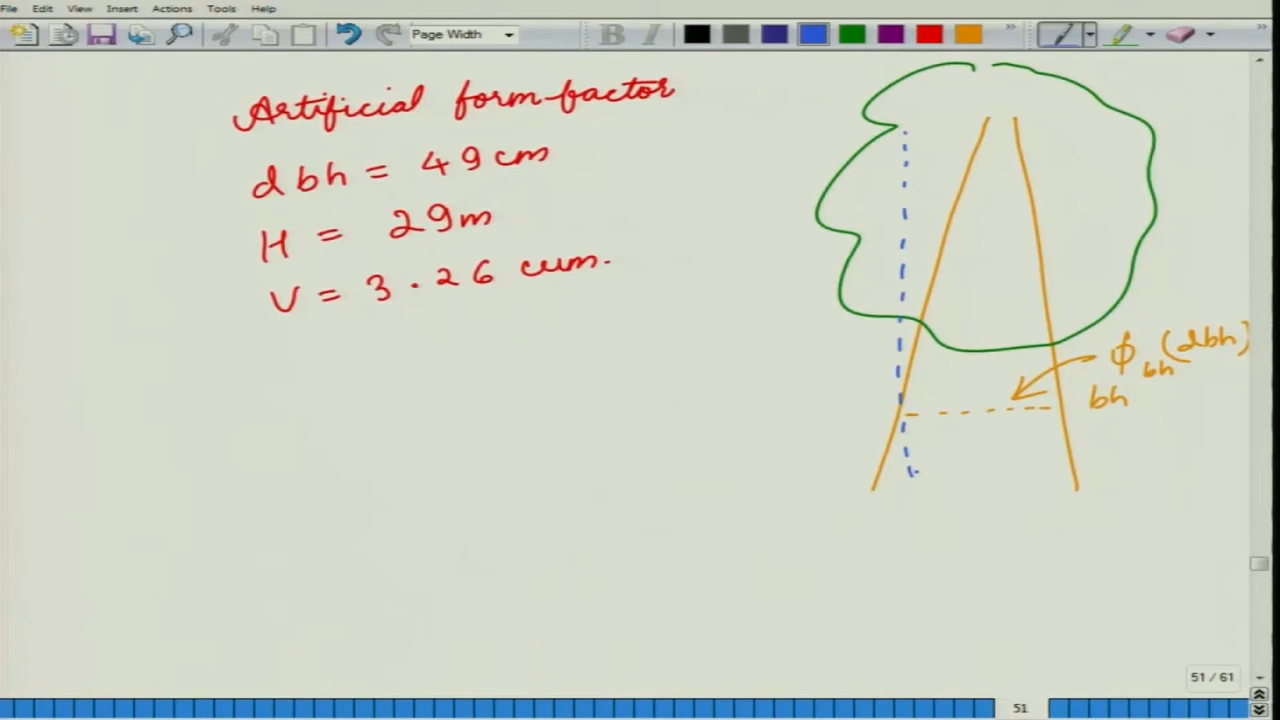 File Edit View Insert Actions Tools Help
Page Width
B I
Artificial form factor
dbh = 49 cm
H = 29m
V = 3.26 cum.
ϕbh (dbh)
bh
51 / 61
51